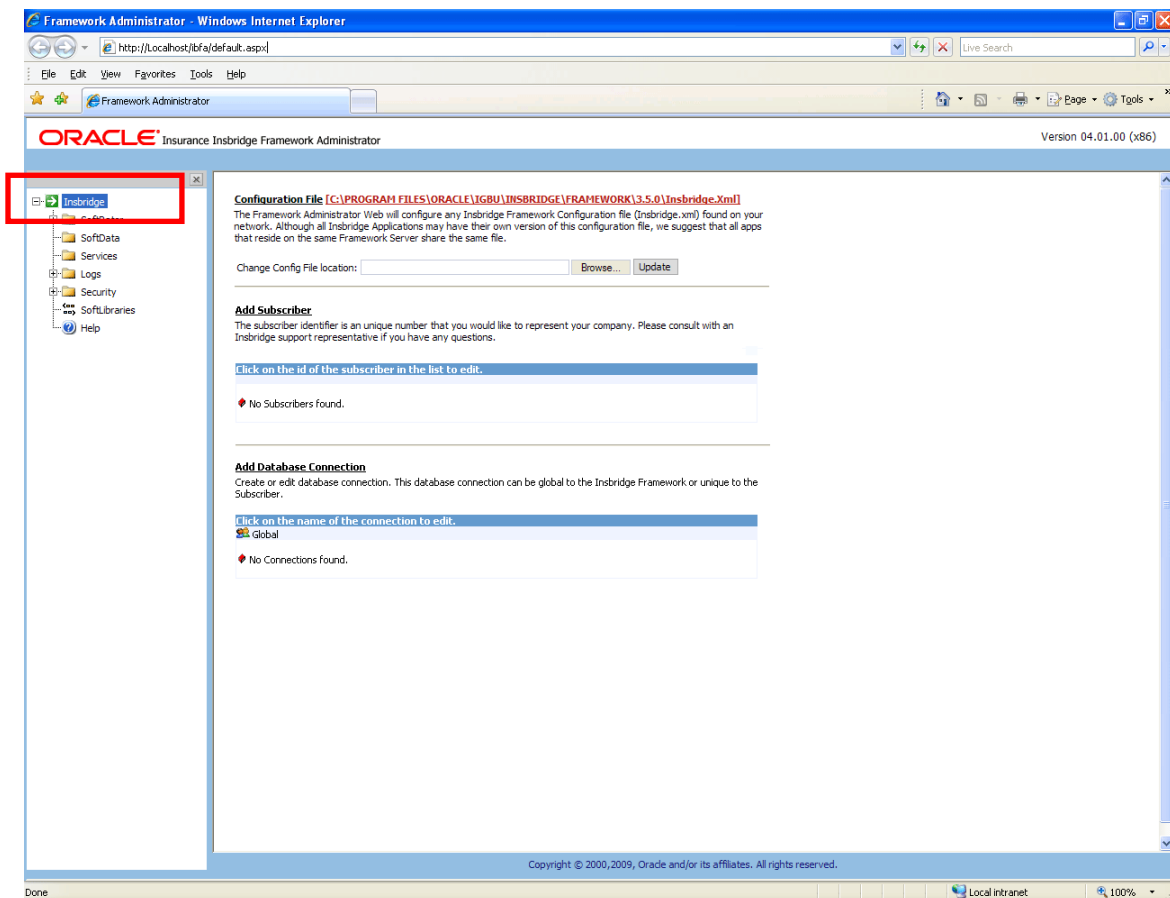 Framework Administrator - Windows Internet Explorer
http://Localhost/ibfa/default.aspx
Live Search
File Edit View Favorites Tools Help
Framework Administrator
Page Tools
ORACLE Insurance Insbridge Framework Administrator
Version 04.01.00 (x86)
Insbridge
SoftRater
SoftData
Services
Logs
Security
SoftLibraries
Help
Configuration File [C:\PROGRAM FILES\ORACLE\IGBU\INSBRIDGE\FRAMEWORK\3.5.0\Insbridge.Xml]
The Framework Administrator Web will configure any Insbridge Framework Configuration file (Insbridge.xml) found on your
network. Although all Insbridge Applications may have their own version of this configuration file, we suggest that all apps
that reside on the same Framework Server share the same file.
Change Config File location: Browse... Update
Add Subscriber
The subscriber identifier is an unique number that you would like to represent your company. Please consult with an
Insbridge support representative if you have any questions.
Click on the id of the subscriber in the list to edit.
No Subscribers found.
Add Database Connection
Create or edit database connection. This database connection can be global to the Insbridge Framework or unique to the
Subscriber.
Click on the name of the connection to edit.
Global
No Connections found.
Copyright © 2000,2009, Oracle and/or its affiliates. All rights reserved.
Done
Local intranet
100%